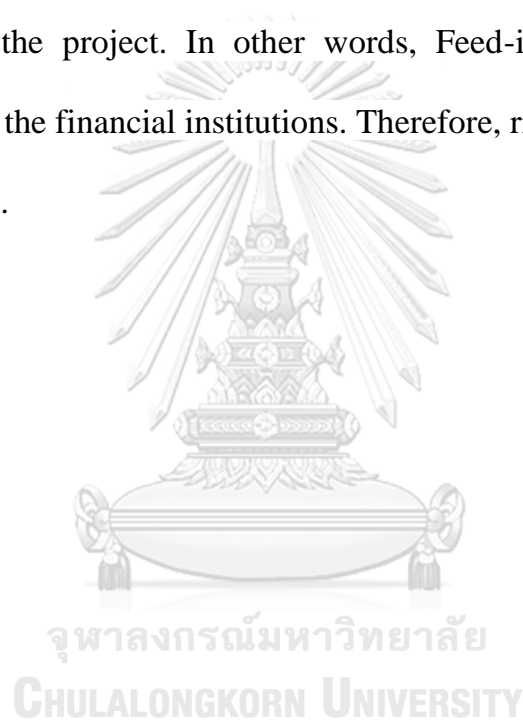 the project. In other words, Feed-i
the financial institutions. Therefore, r
.
จุฬาลงกรณ์มหาวิทยาลัย
CHULALONGKORN UNIVERSITY